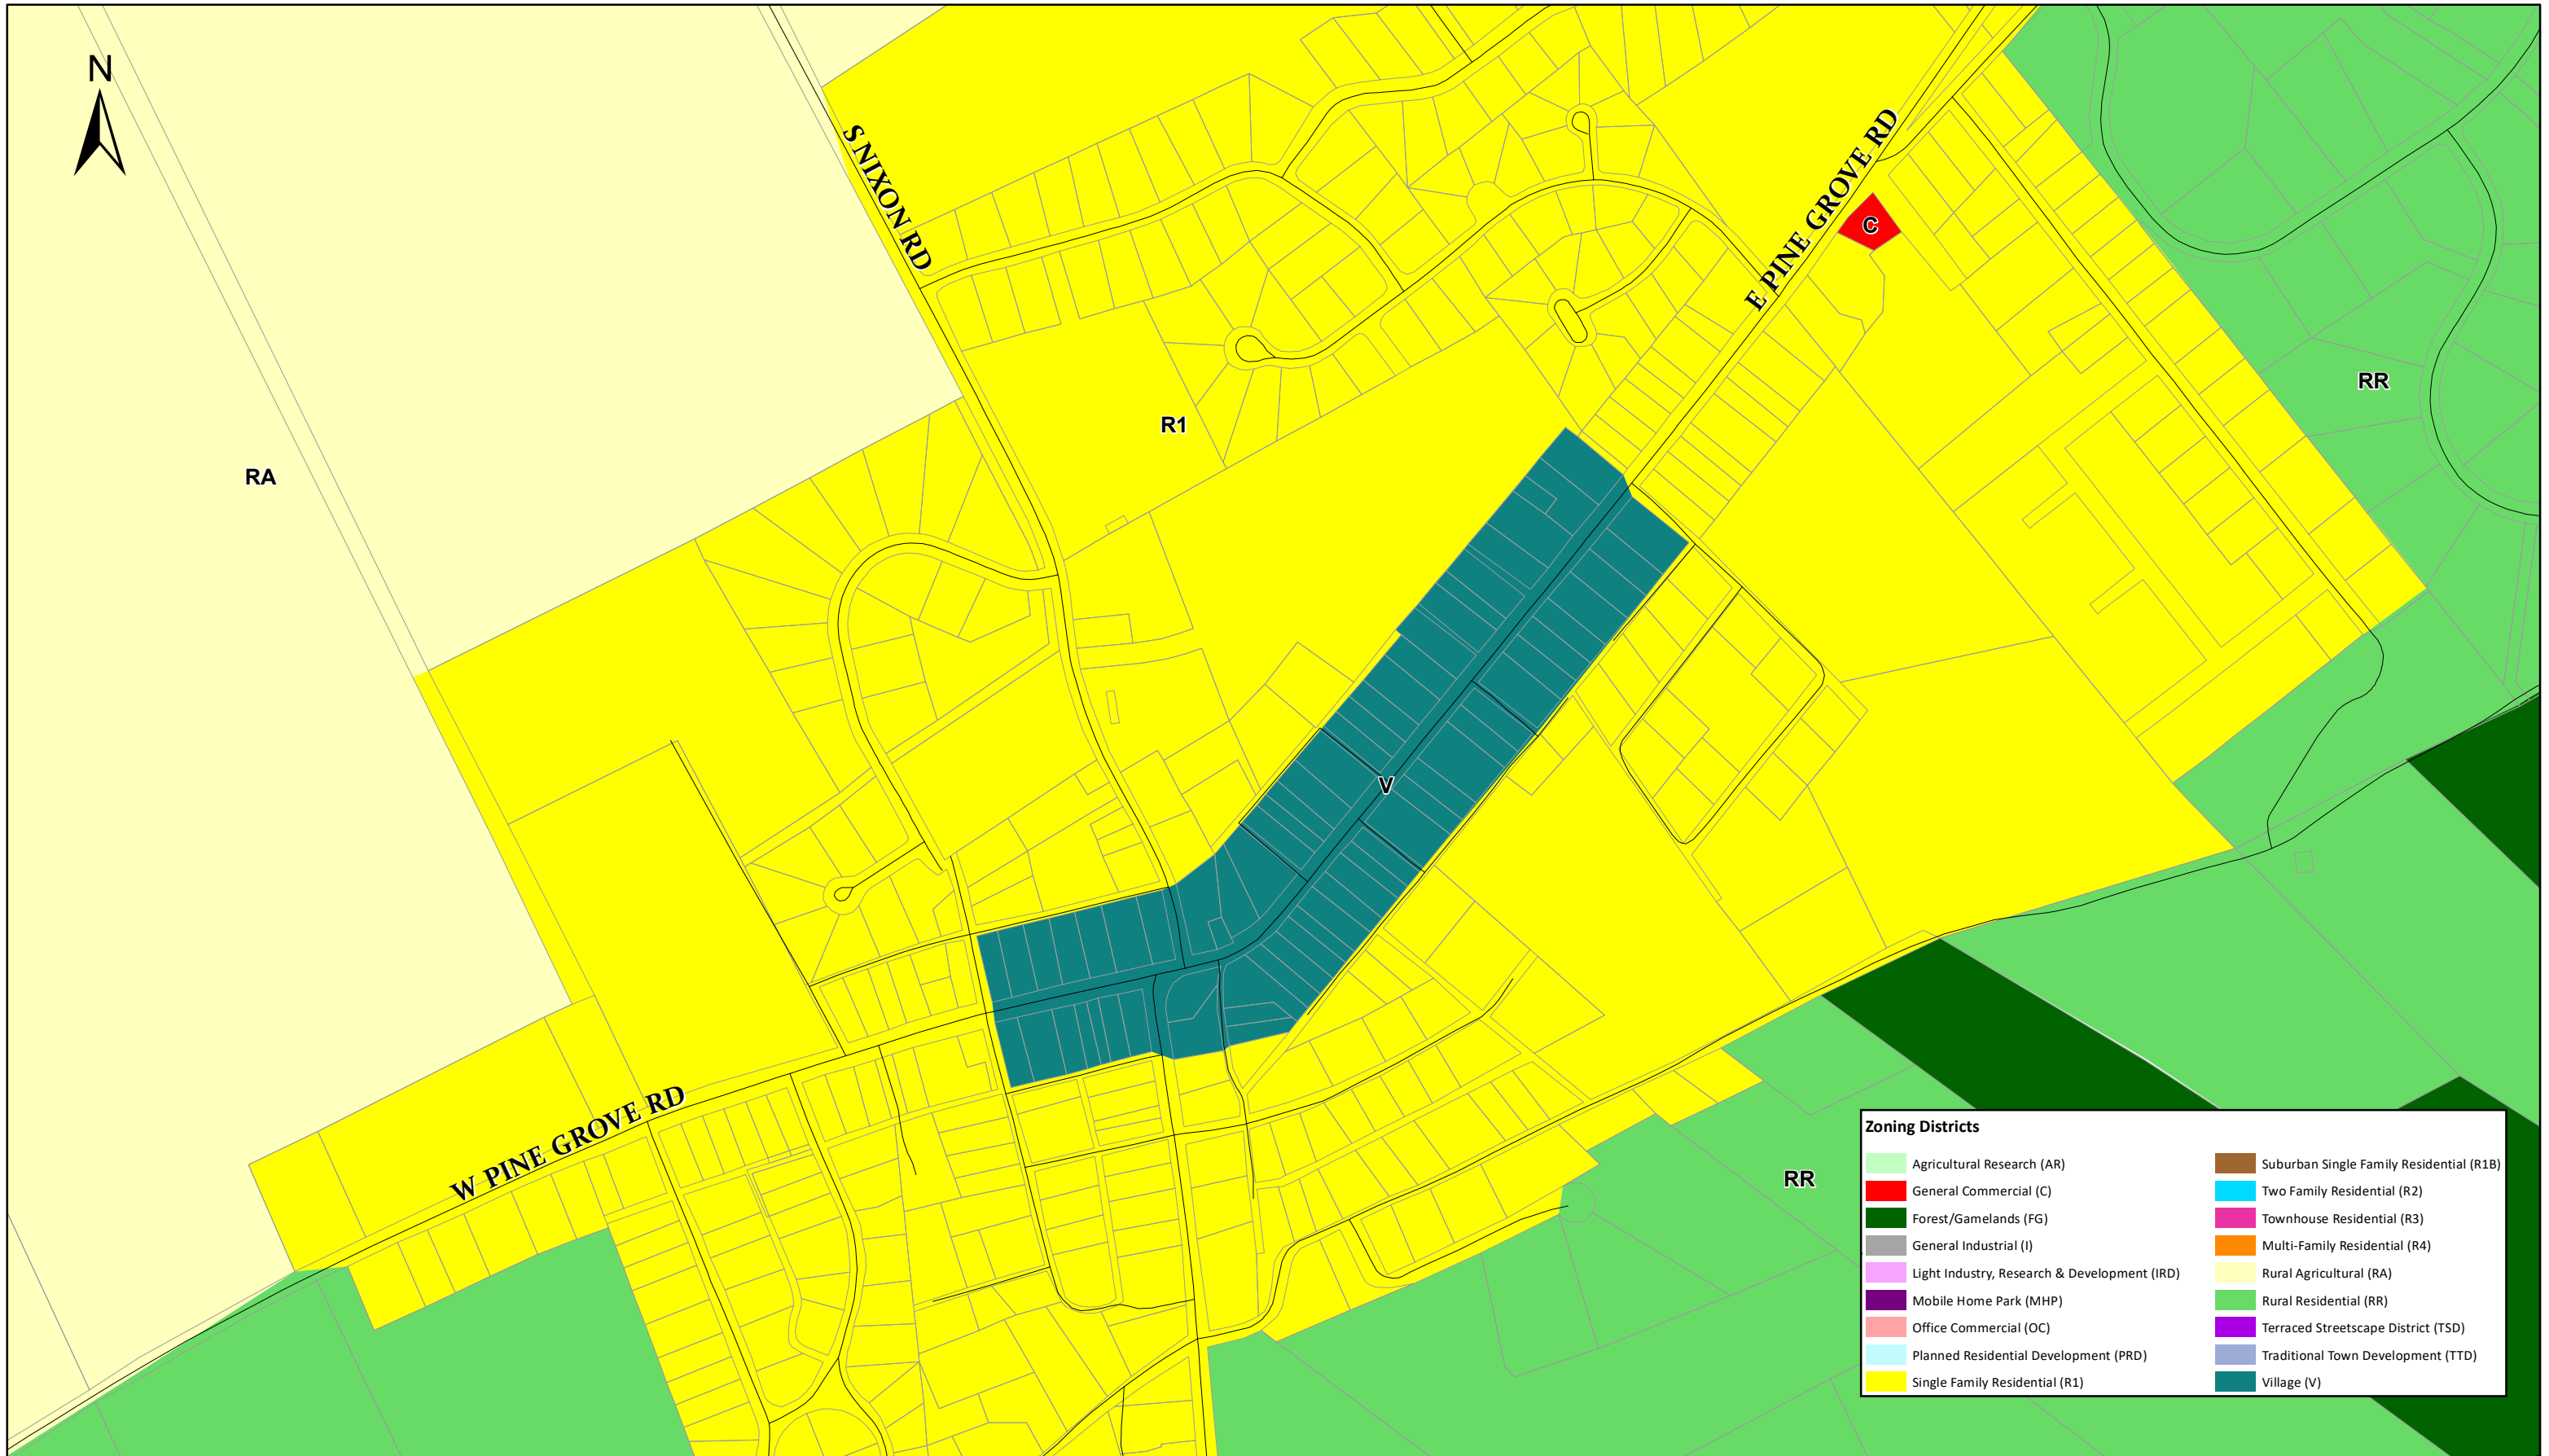 N
S NIXON RD
E PINE GROVE RD
C
RR
R1
RA
V
W PINE GROVE RD
RR
Zoning Districts
Agricultural Research (AR)
General Commercial (C)
Forest/Gamelands (FG)
General Industrial (I)
Light Industry, Research & Development (IRD)
Mobile Home Park (MHP)
Office Commercial (OC)
Planned Residential Development (PRD)
Single Family Residential (R1)
Suburban Single Family Residential (R1B)
Two Family Residential (R2)
Townhouse Residential (R3)
Multi-Family Residential (R4)
Rural Agricultural (RA)
Rural Residential (RR)
Terraced Streetscape District (TSD)
Traditional Town Development (TTD)
Village (V)